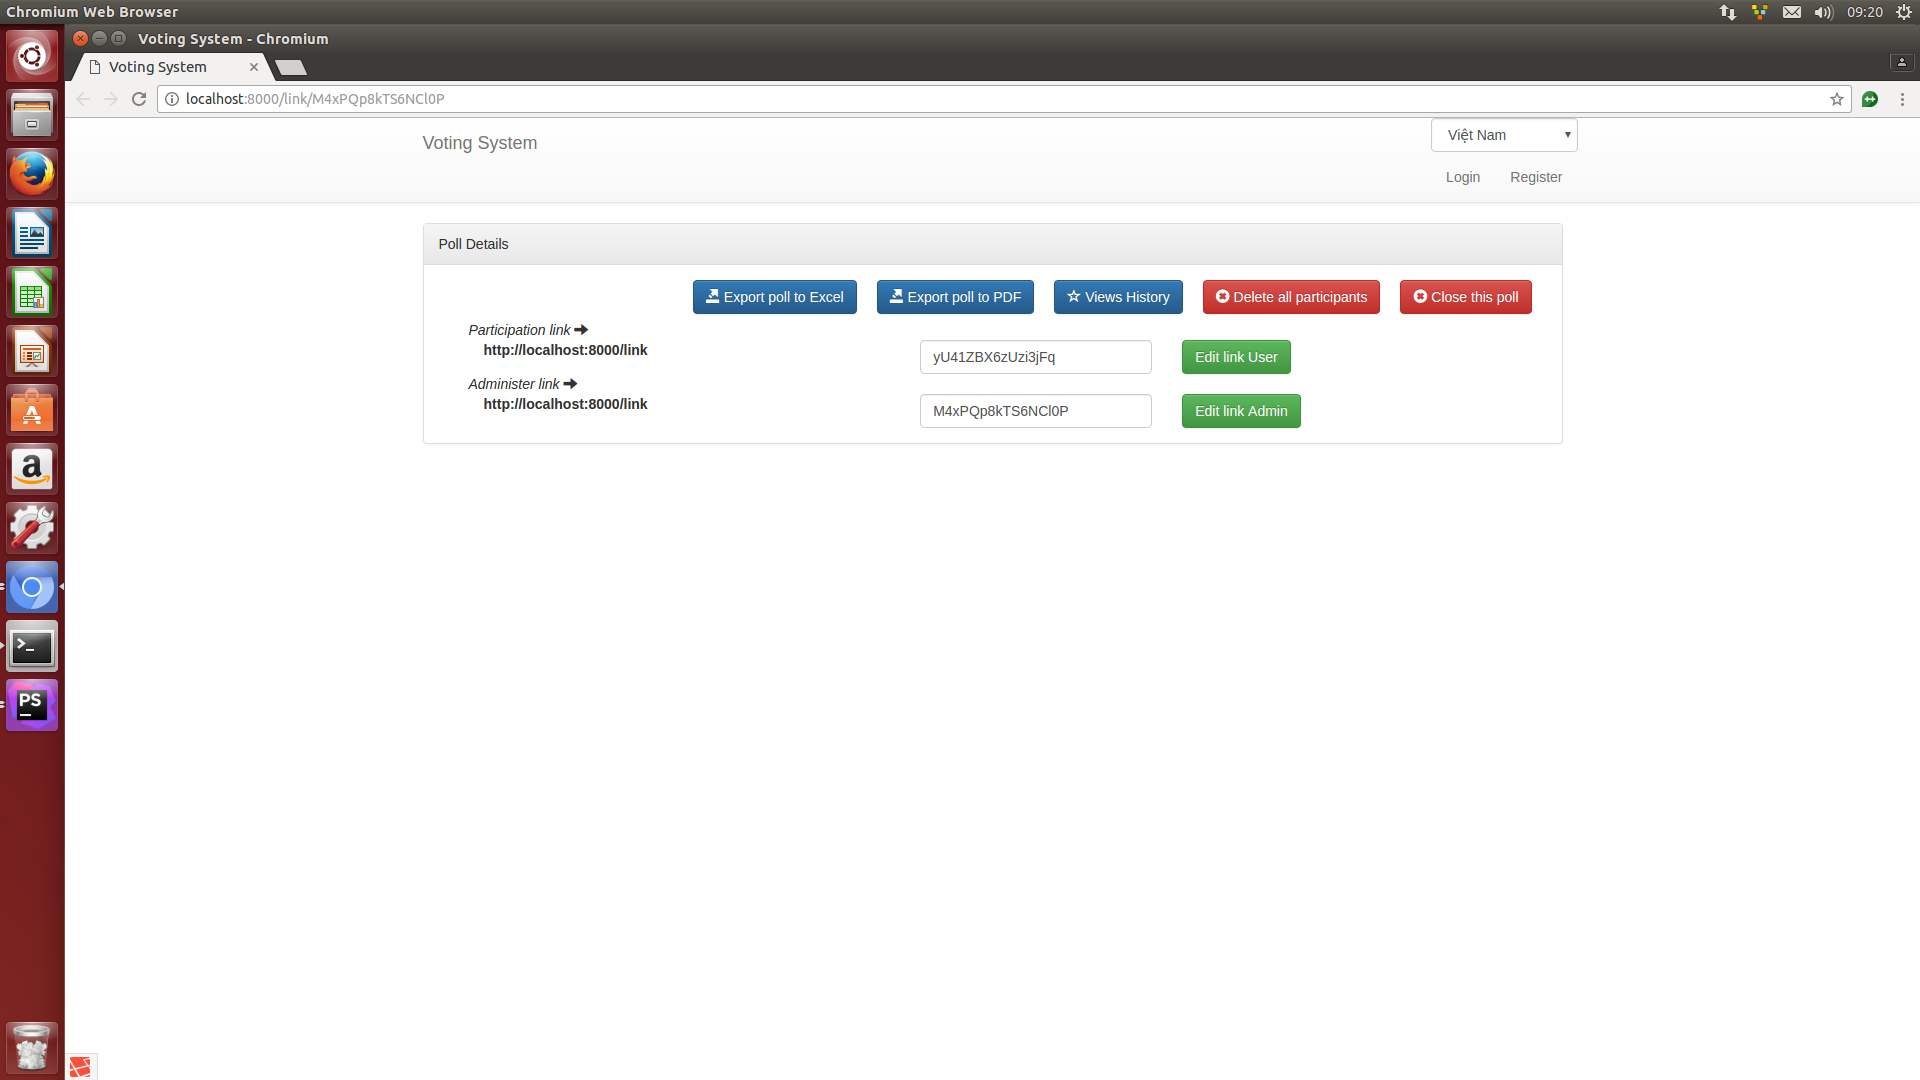 Chromium Web Browser
09:20
Voting System - Chromium
Voting System
localhost:8000/link/M4xPQp8kTS6NCl0P
Voting System
Việt Nam
Login Register
Poll Details
Export poll to Excel Export poll to PDF Views History Delete all participants Close this poll
Participation link
http://localhost:8000/link
yU41ZBX6zUzi3jFq Edit link User
Administer link
http://localhost:8000/link
M4xPQp8kTS6NCl0P Edit link Admin
a
PS